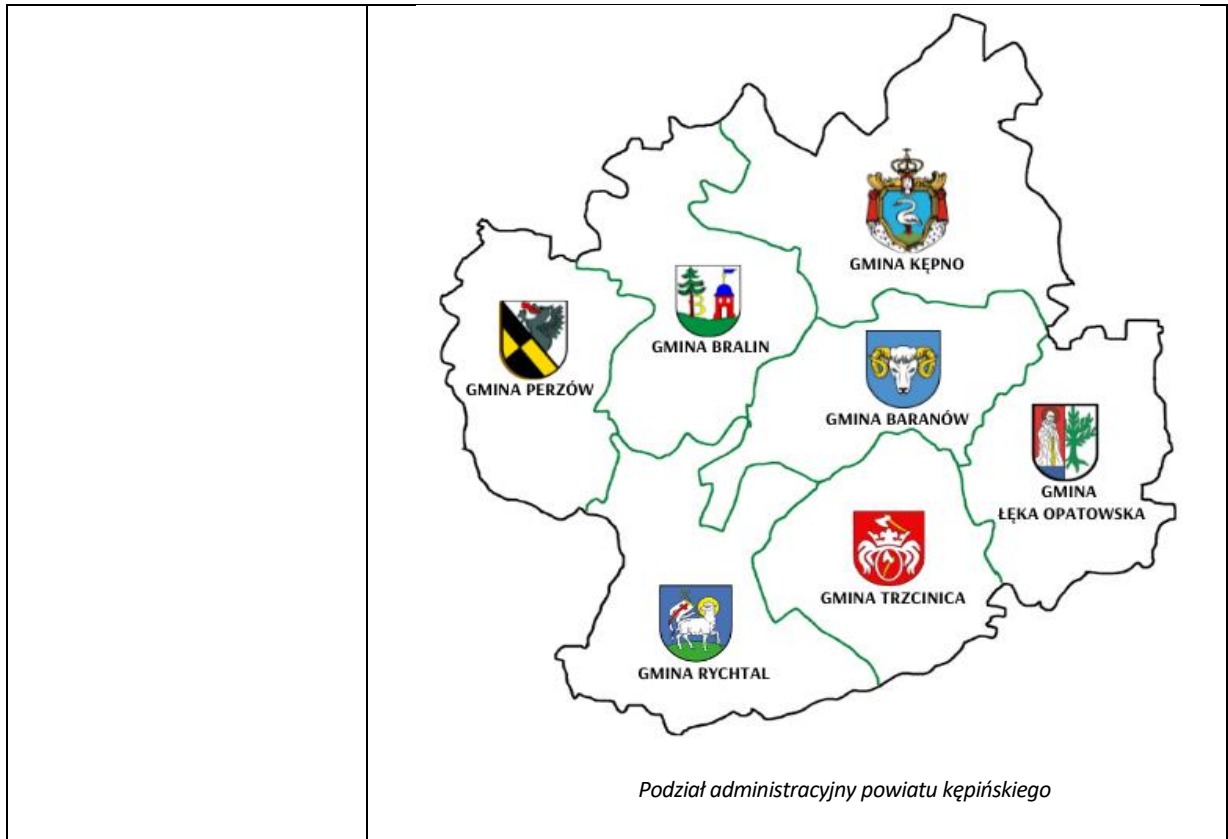 GMINA KĘPNO
GMINA BRALIN
GMINA PERZÓW
GMINA BARANÓW
GMINA
ŁĘKA OPATOWSKA
GMINA TRZCINICA
GMINA RYCHTAL
Podział administracyjny powiatu kępińskiego